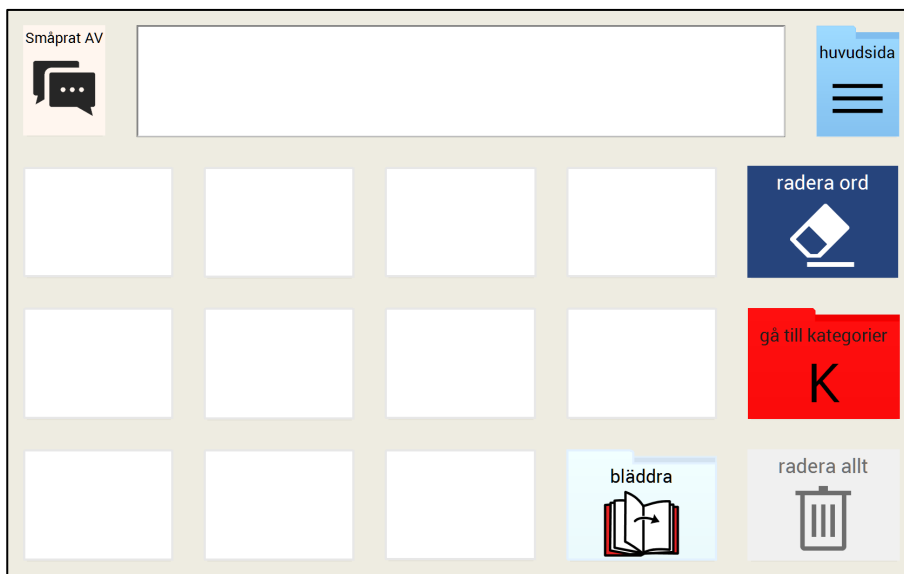 Småprat AV
huvudsida
radera ord
gå till kategorier
K
bläddra
radera allt